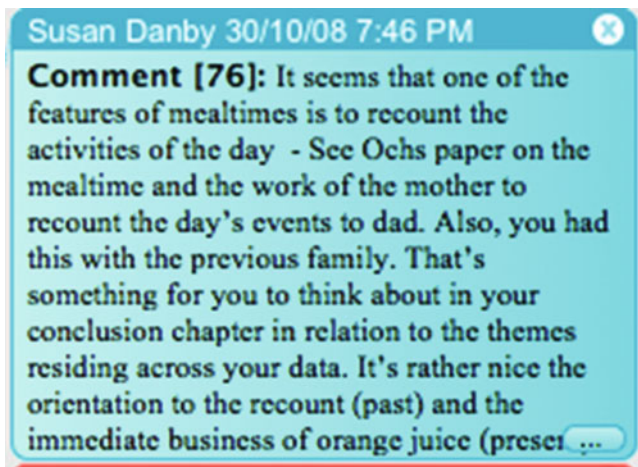 Susan Danby 30/10/08 7:46 PM
Comment [76]: It seems that one of the
features of mealtimes is to recount the
activities of the day - See Ochs paper on the
mealtime and the work of the mother to
recount the day's events to dad. Also, you had
this with the previous family. That's
something for you to think about in your
conclusion chapter in relation to the themes
residing across your data. It's rather nice the
orientation to the recount (past) and the
immediate business of orange juice (presen
...